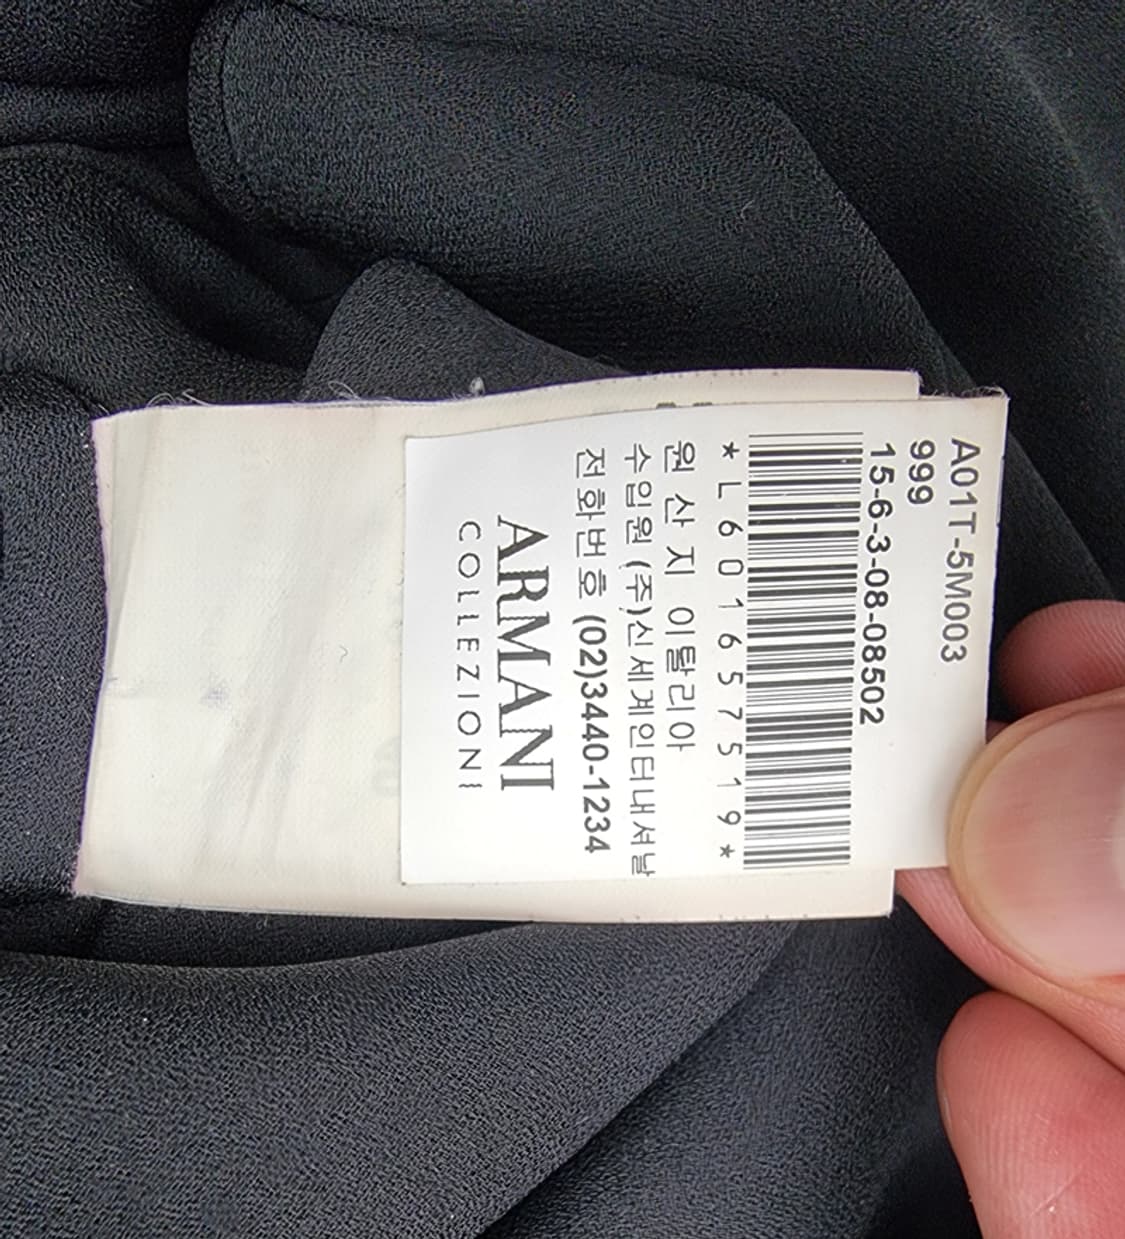 A01T-5M003
999
15-6-3-08-08502
*L601657519*
원 산 지 이탈리아
수입원 (주)신세계인터내셔날
전화번호 (02)3440-1234
ARMANI
COLLEZIONI